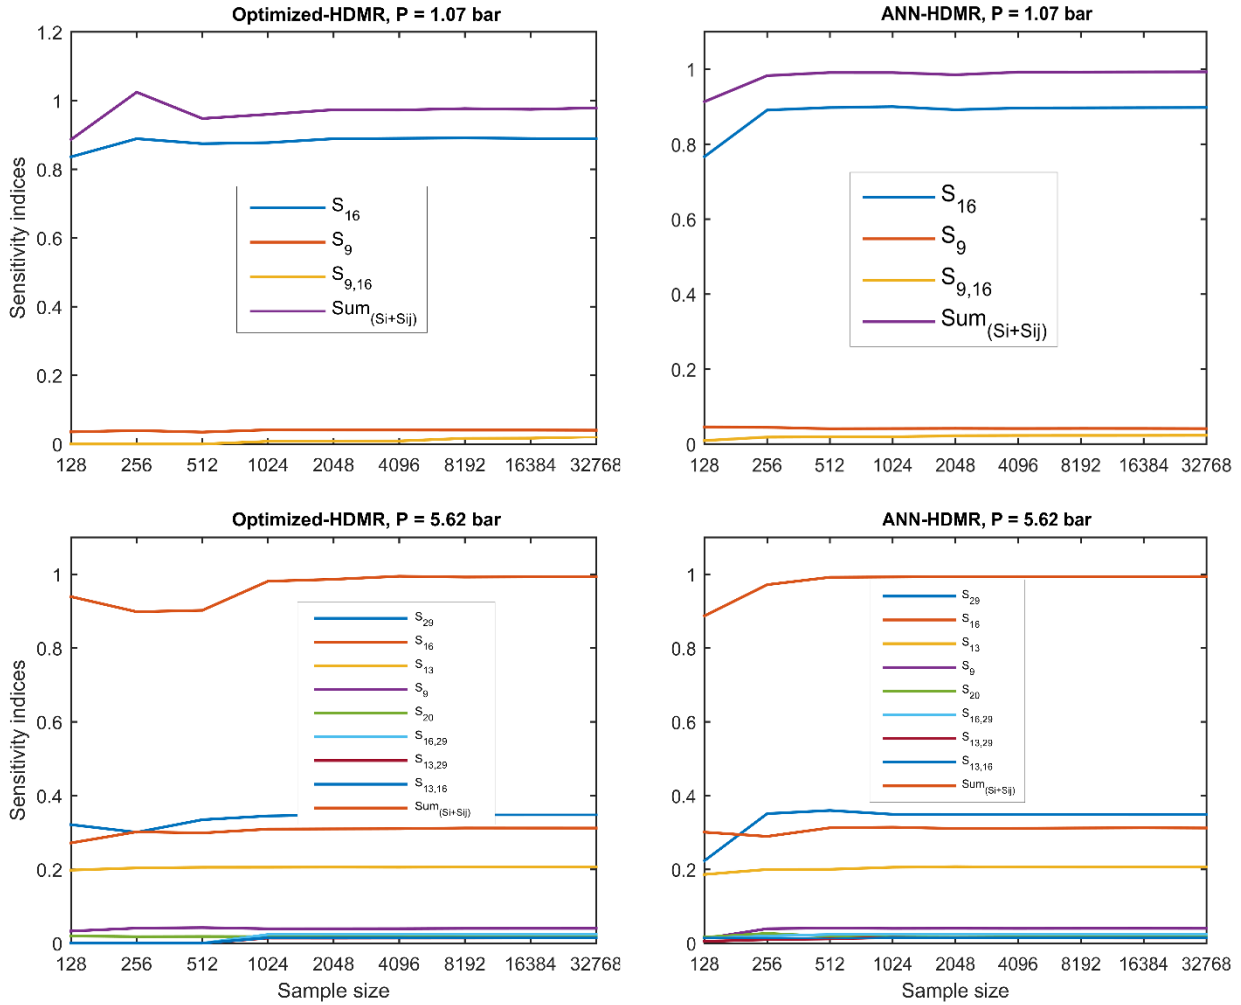 Optimized-HDMR, P = 1.07 bar
1.2
1
0.8
0.6
0.4
0.2
0
Sensitivity indices
S16
S9
S9,16
Sum(Si+Sij)
128 256 512 1024 2048 4096 8192 16384 32768
ANN-HDMR, P = 1.07 bar
1
0.8
0.6
0.4
0.2
0
S16
S9
S9,16
Sum(Si+Sij)
128 256 512 1024 2048 4096 8192 16384 32768
Optimized-HDMR, P = 5.62 bar
1
0.8
0.6
0.4
0.2
0
Sensitivity indices
S29
S16
S13
S9
S20
S16,29
S13,29
S13,16
Sum(Si+Sij)
128 256 512 1024 2048 4096 8192 16384 32768
Sample size
ANN-HDMR, P = 5.62 bar
1
0.8
0.6
0.4
0.2
0
S29
S16
S13
S9
S20
S16,29
S13,29
S13,16
Sum(Si+Sij)
128 256 512 1024 2048 4096 8192 16384 32768
Sample size